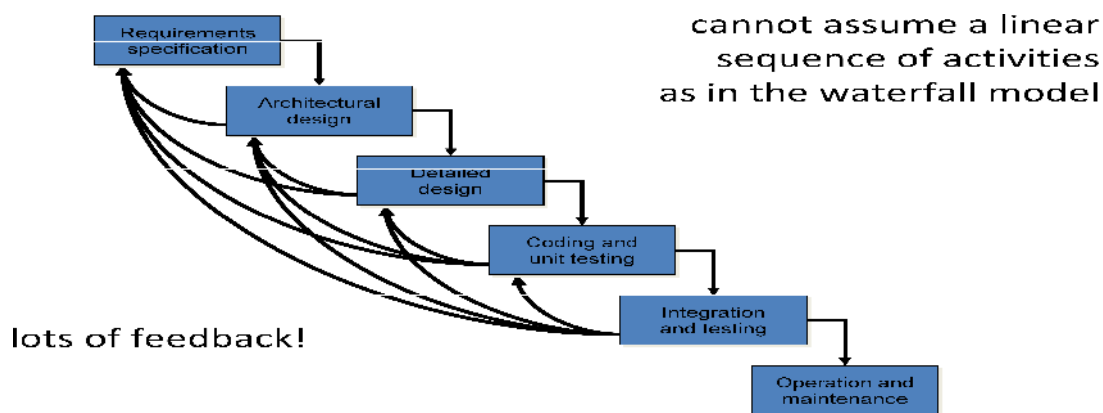 cannot assume a linear
sequence of activities
as in the waterfall model
Requirements
specification
Architectural
design
Detailed
design
Coding and
unit testing
Integration
and testing
Operation and
maintenance
lots of feedback!